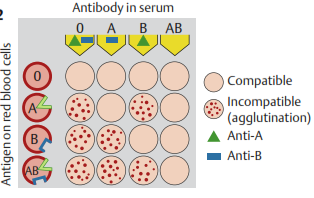 2
Antibody in serum
0 A B AB
Antigen on red blood cells
0
A
B
AB
Compatible
Incompatible
(agglutination)
Anti-A
Anti-B